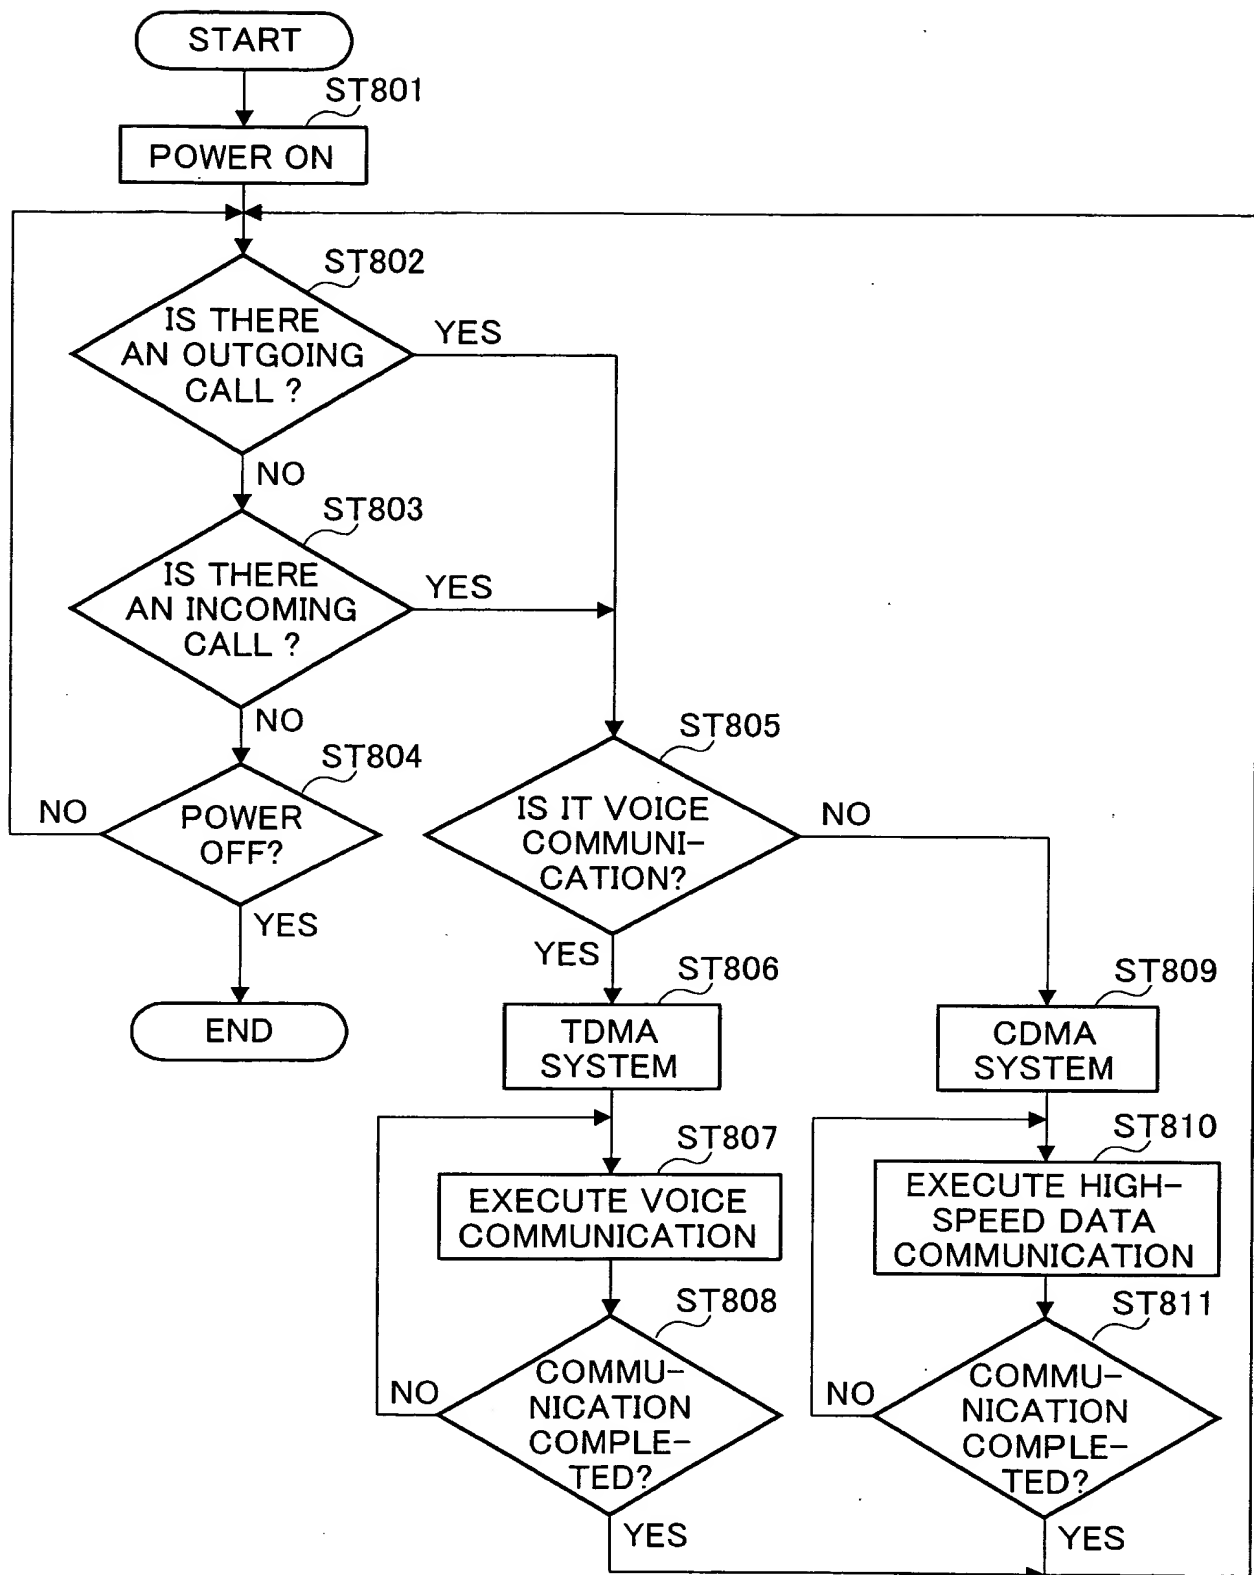 START
ST801
POWER ON
ST802
IS THERE
AN OUTGOING
CALL ?
YES
NO
ST803
IS THERE
AN INCOMING
CALL ?
YES
NO
ST804
POWER
OFF?
NO
YES
END
ST805
IS IT VOICE
COMMUNI-
CATION?
NO
YES
ST806
TDMA
SYSTEM
ST807
EXECUTE VOICE
COMMUNICATION
ST808
COMMU-
NICATION
COMPLE-
TED?
NO
YES
ST809
CDMA
SYSTEM
ST810
EXECUTE HIGH-
SPEED DATA
COMMUNICATION
ST811
COMMU-
NICATION
COMPLE-
TED?
NO
YES